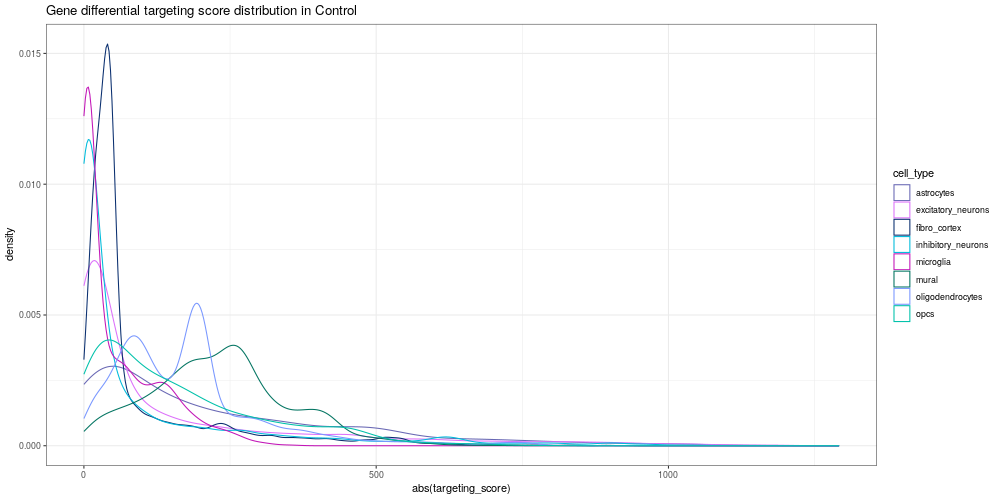 Gene differential targeting score distribution in Control
0.015
0.010
0.005
0.000
density
0
500
1000
abs(targeting_score)
cell_type
astrocytes
excitatory_neurons
fibro_cortex
inhibitory_neurons
microglia
mural
oligodendrocytes
opcs